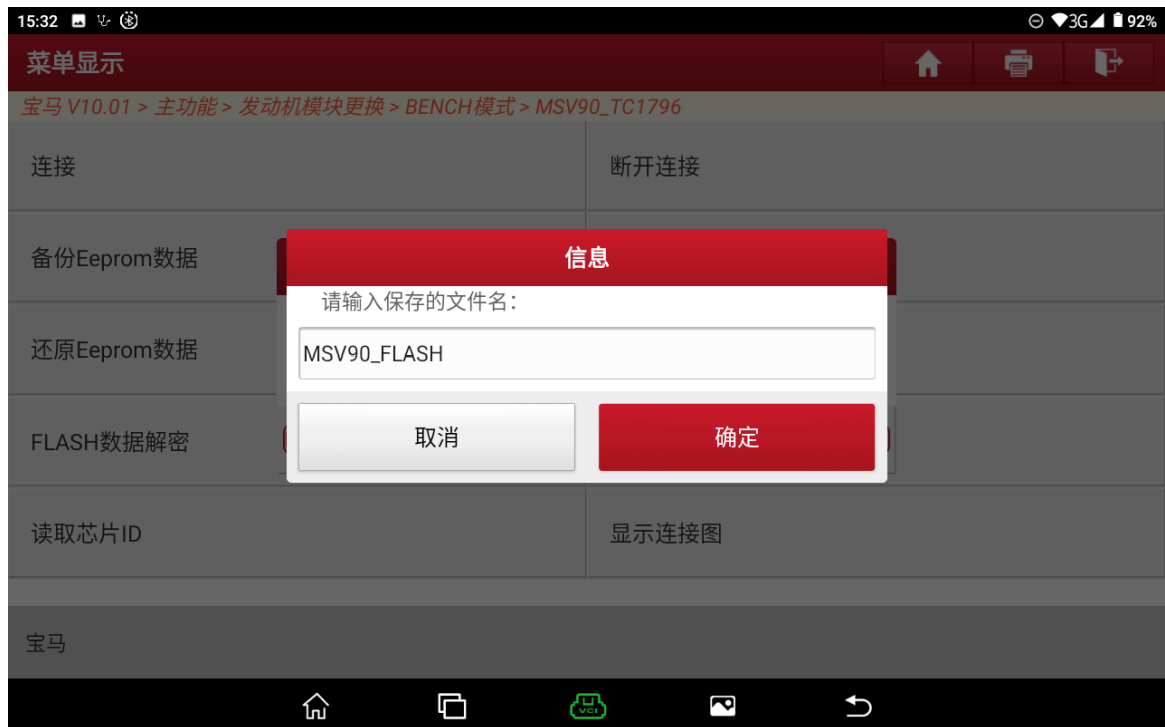 15:32
3G 92%
菜单显示
宝马 V10.01 > 主功能 > 发动机模块更换 > BENCH模式 > MSV90_TC1796
连接
断开连接
备份Eeprom数据
信息
请输入保存的文件名：
还原Eeprom数据
MSV90_FLASH
FLASH数据解密
取消
确定
读取芯片ID
显示连接图
宝马
VCI